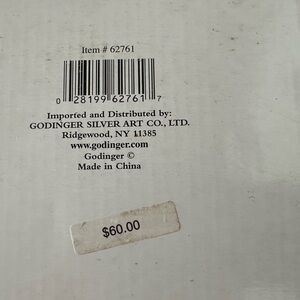 Item # 62761
0 28199 62761 7
Imported and Distributed by:
GODINGER SILVER ART CO., LTD.
Ridgewood, NY 11385
www.godinger.com
Godinger ©
Made in China
$60.00